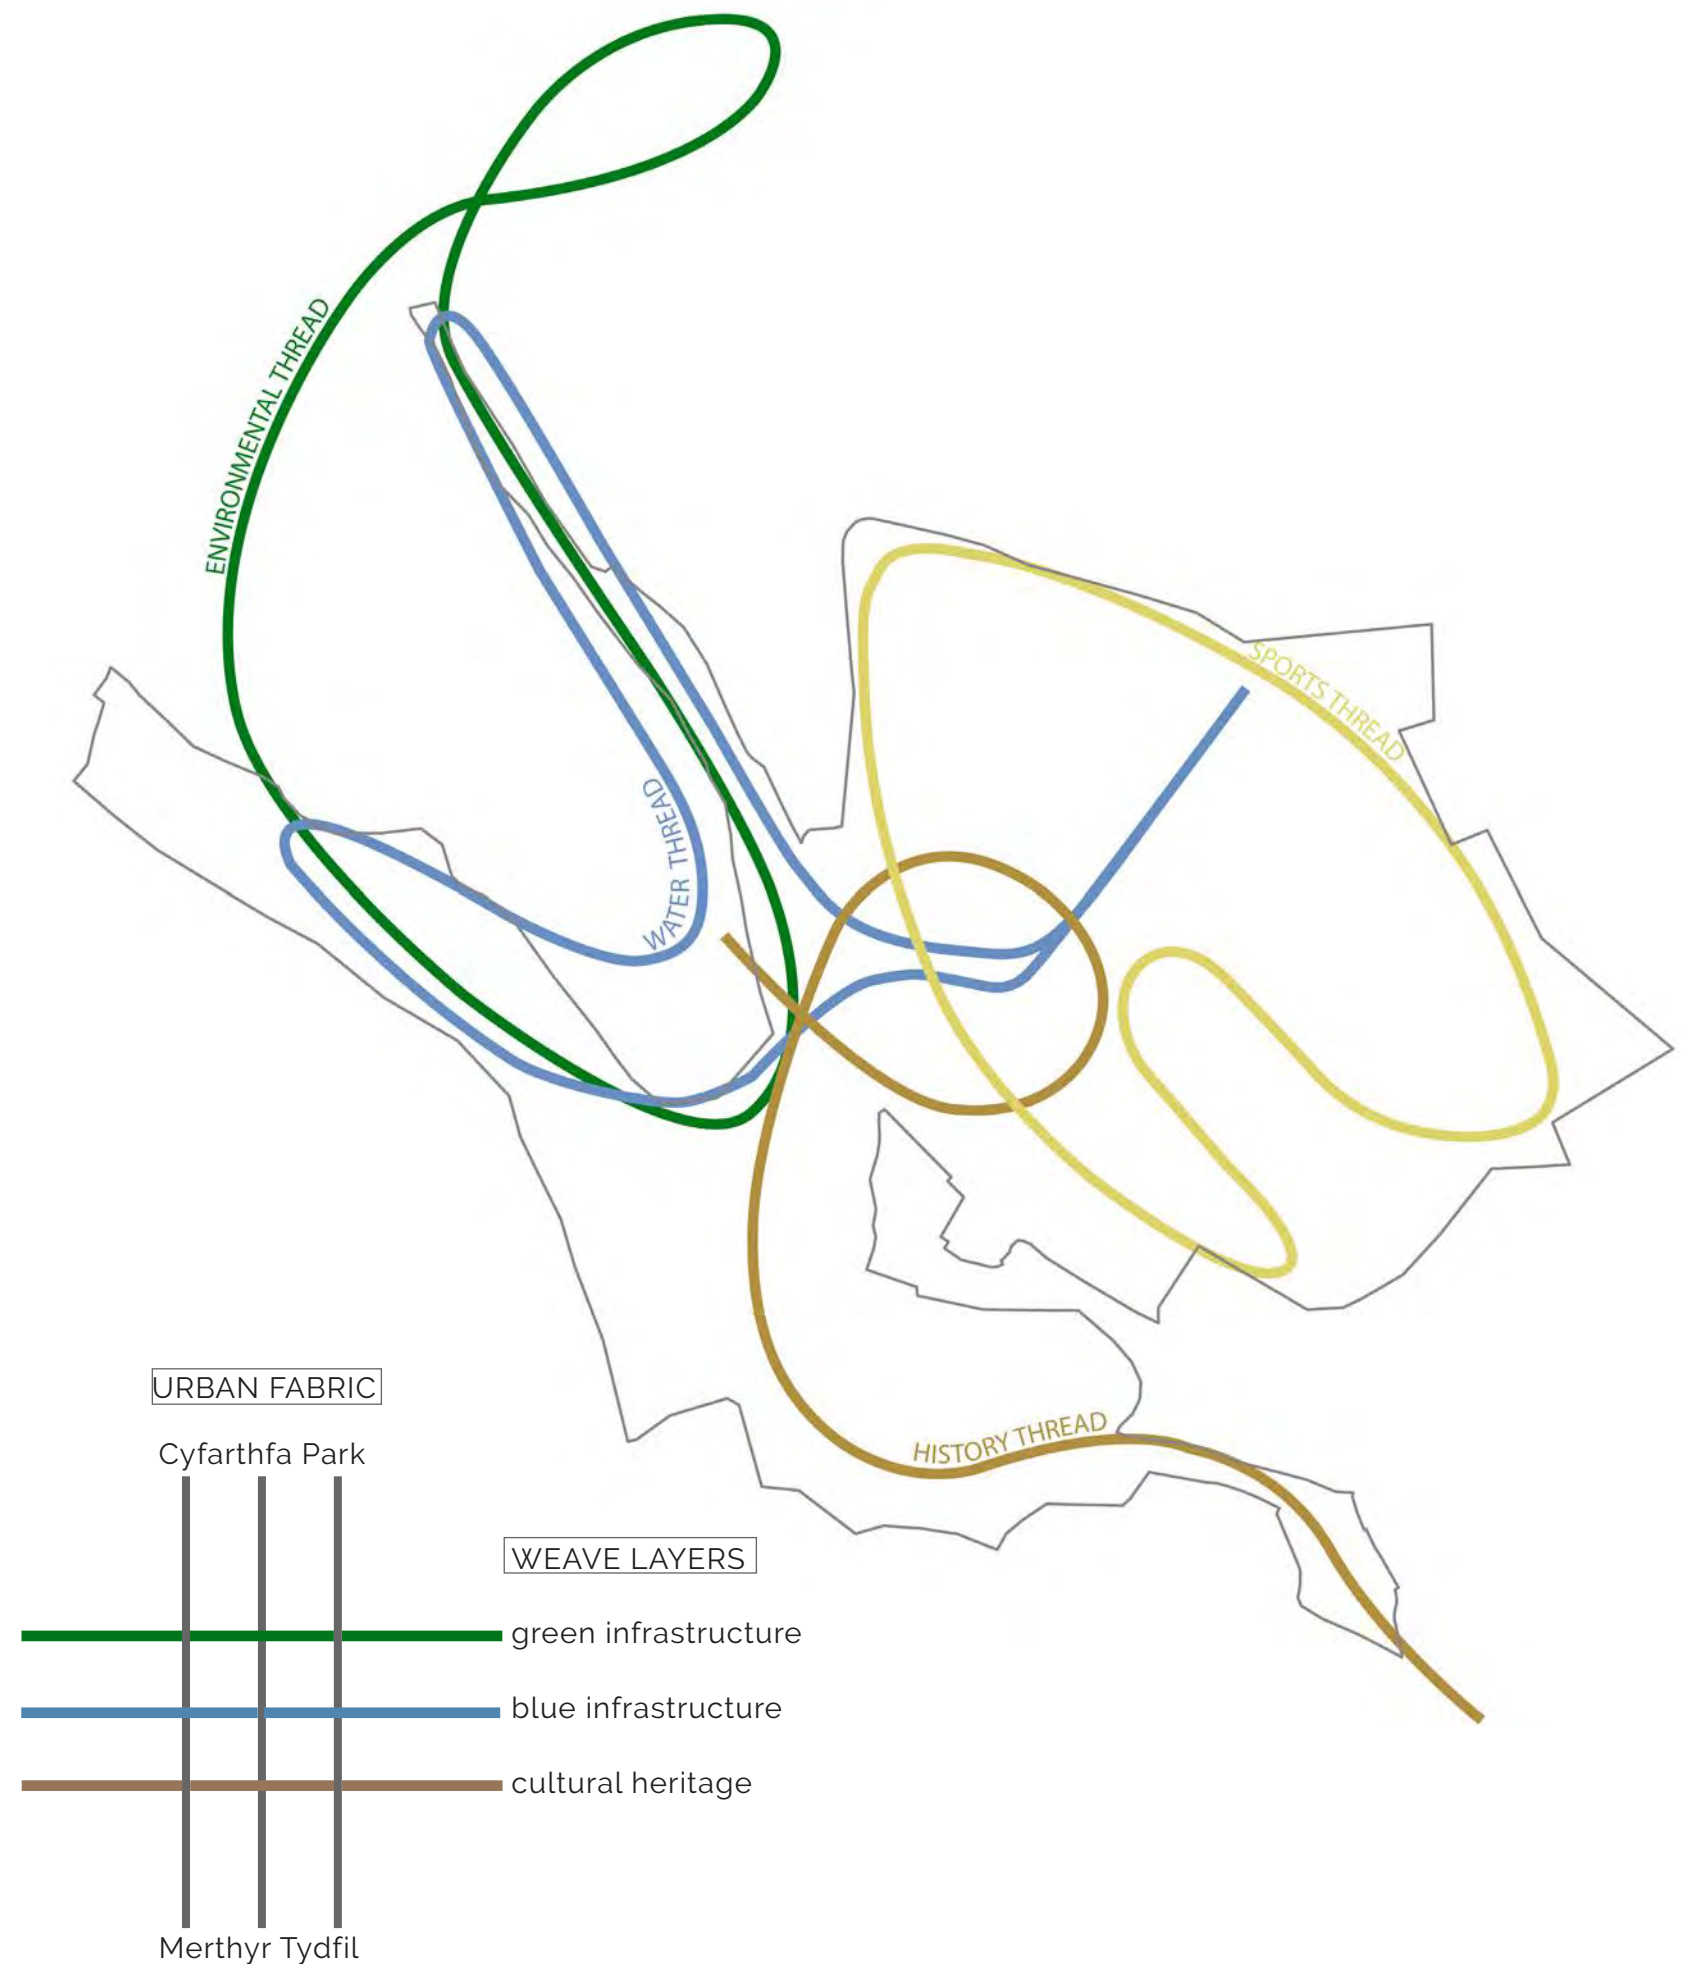 ENVIRONMENTAL THREAD
SPORTS THREAD
WATER THREAD
HISTORY THREAD
URBAN FABRIC
Cyfarthfa Park
WEAVE LAYERS
green infrastructure
blue infrastructure
cultural heritage
Merthyr Tydfil